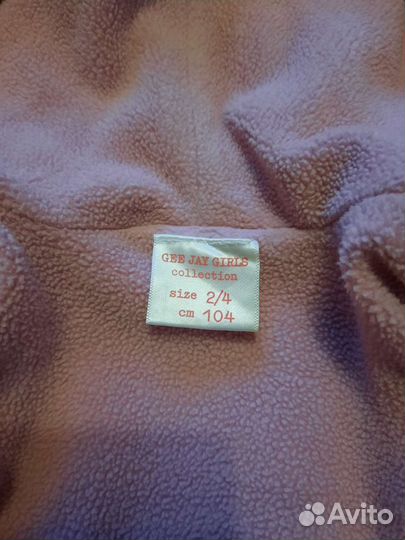 GEE JAY GIRLS
collection
size 2/4
cm 104
Avito